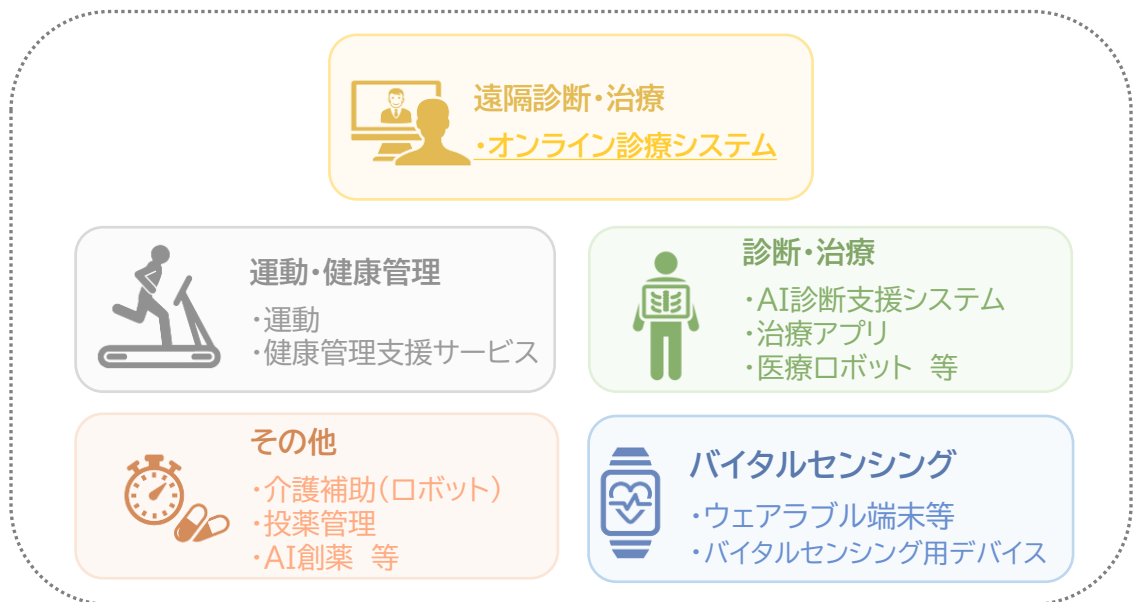 遠隔診断・治療
・オンライン診療システム
運動・健康管理
・運動
・健康管理支援サービス
診断・治療
・AI診断支援システム
・治療アプリ
・医療ロボット　等
その他
・介護補助（ロボット）
・投薬管理
・AI創薬　等
バイタルセンシング
・ウェアラブル端末等
・バイタルセンシング用デバイス